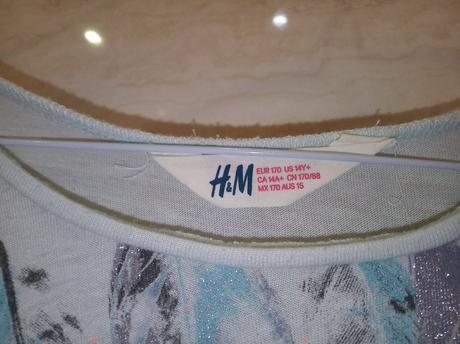 H&M
EUR 170 US 14Y+
CA 14A+ CN 170/88
MX 170 AUS 15